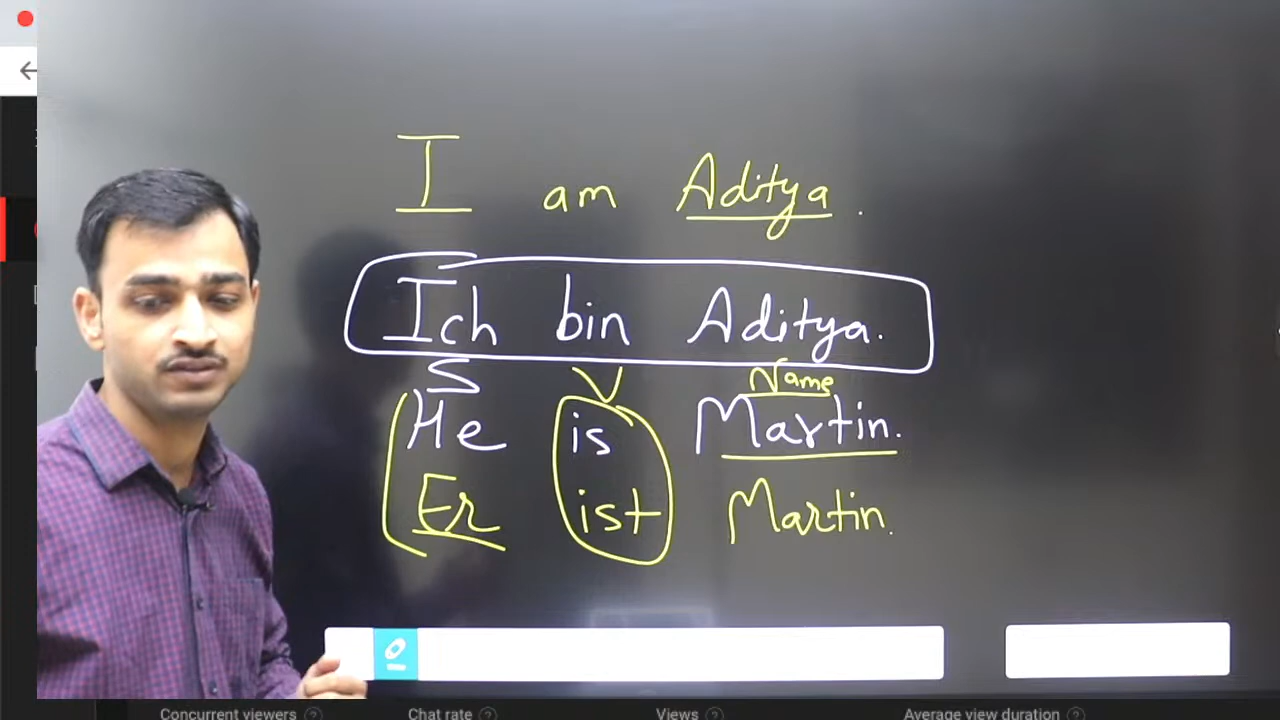 I am Aditya.
Ich bin Aditya.
S V Name
He is Martin.
Er ist Martin.
Concurrent viewers ? Chat rate ? Views ? Average view duration ?